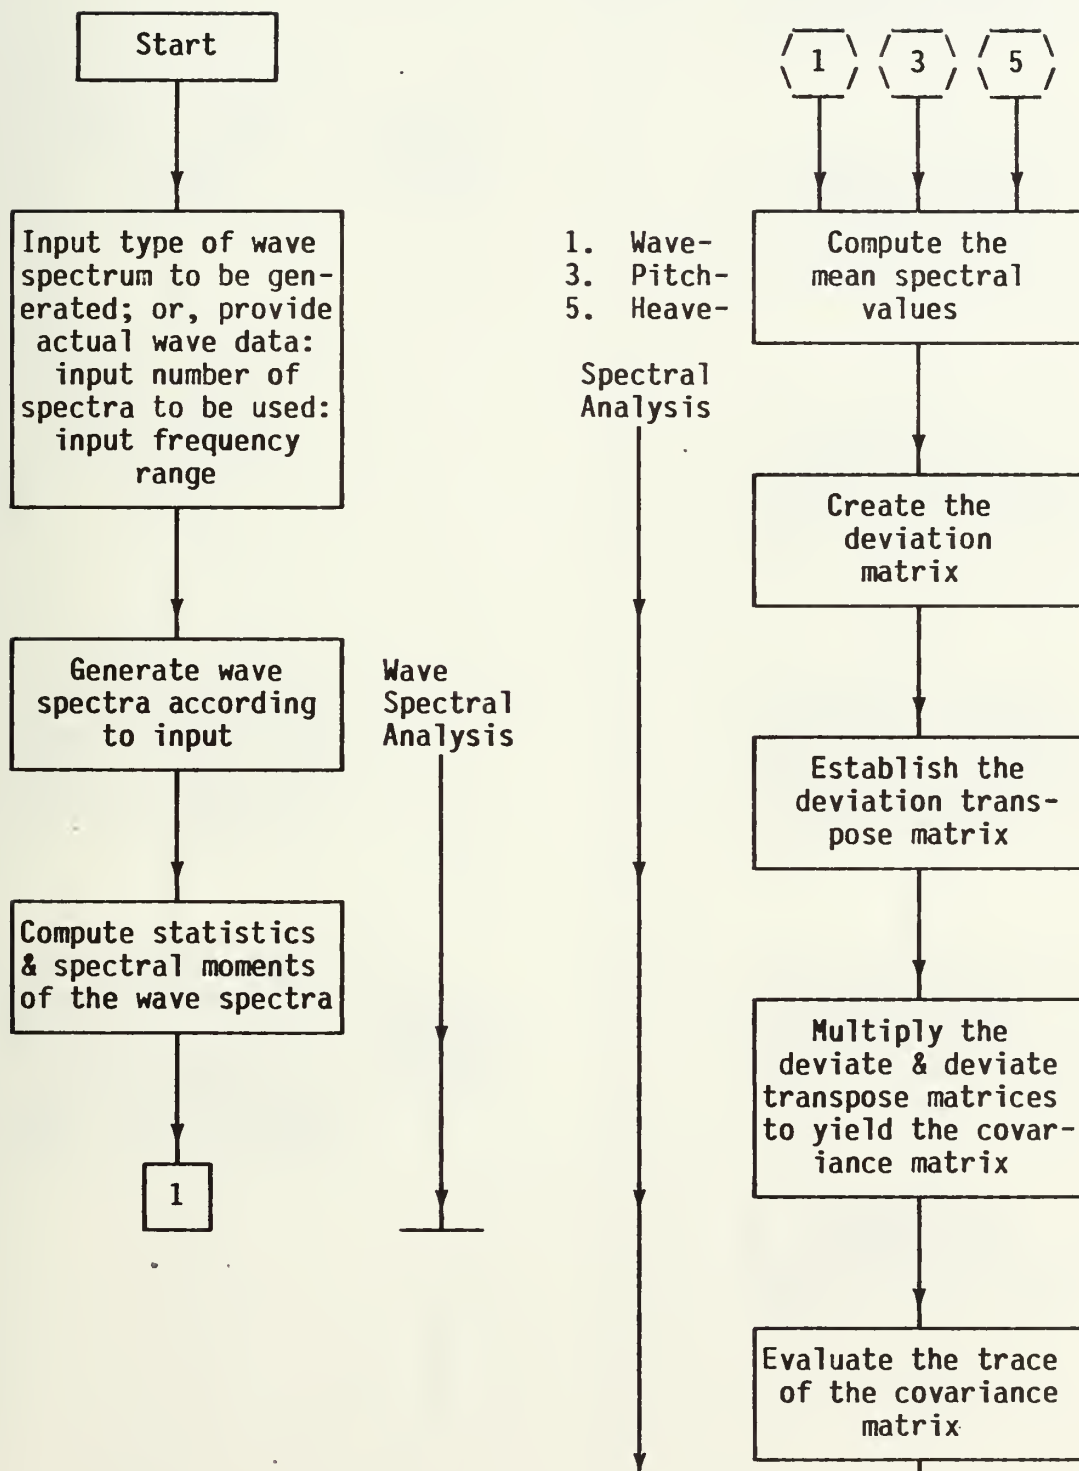 Start
Input type of wave
spectrum to be gen-
erated; or, provide
actual wave data:
input number of
spectra to be used:
input frequency
range
Generate wave
spectra according
to input
Compute statistics
& spectral moments
of the wave spectra
1
Wave
Spectral
Analysis
1. Wave-
3. Pitch-
5. Heave-
Spectral
Analysis
1 3 5
Compute the
mean spectral
values
Create the
deviation
matrix
Establish the
deviation trans-
pose matrix
Multiply the
deviate & deviate
transpose matrices
to yield the covar-
iance matrix
Evaluate the trace
of the covariance
matrix